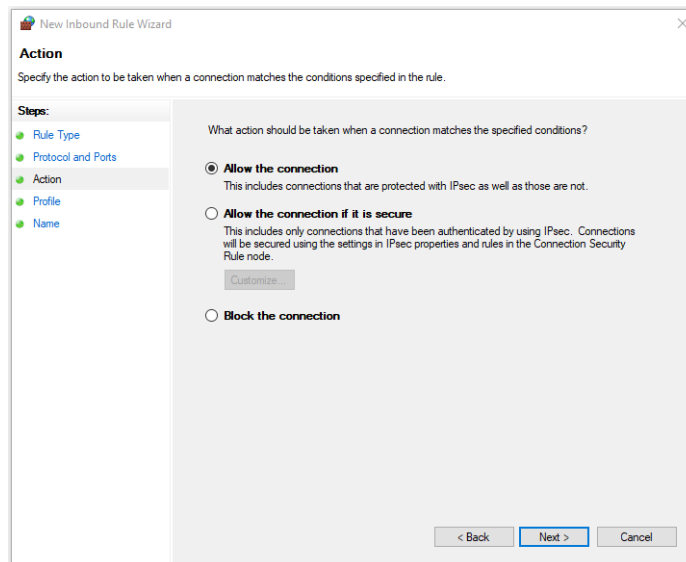 New Inbound Rule Wizard
Action
Specify the action to be taken when a connection matches the conditions specified in the rule.
Steps:
Rule Type
Protocol and Ports
Action
Profile
Name
What action should be taken when a connection matches the specified conditions?
Allow the connection
This includes connections that are protected with IPsec as well as those are not.
Allow the connection if it is secure
This includes only connections that have been authenticated by using IPsec. Connections
will be secured using the settings in IPsec properties and rules in the Connection Security
Rule node.
Customize...
Block the connection
< Back
Next >
Cancel